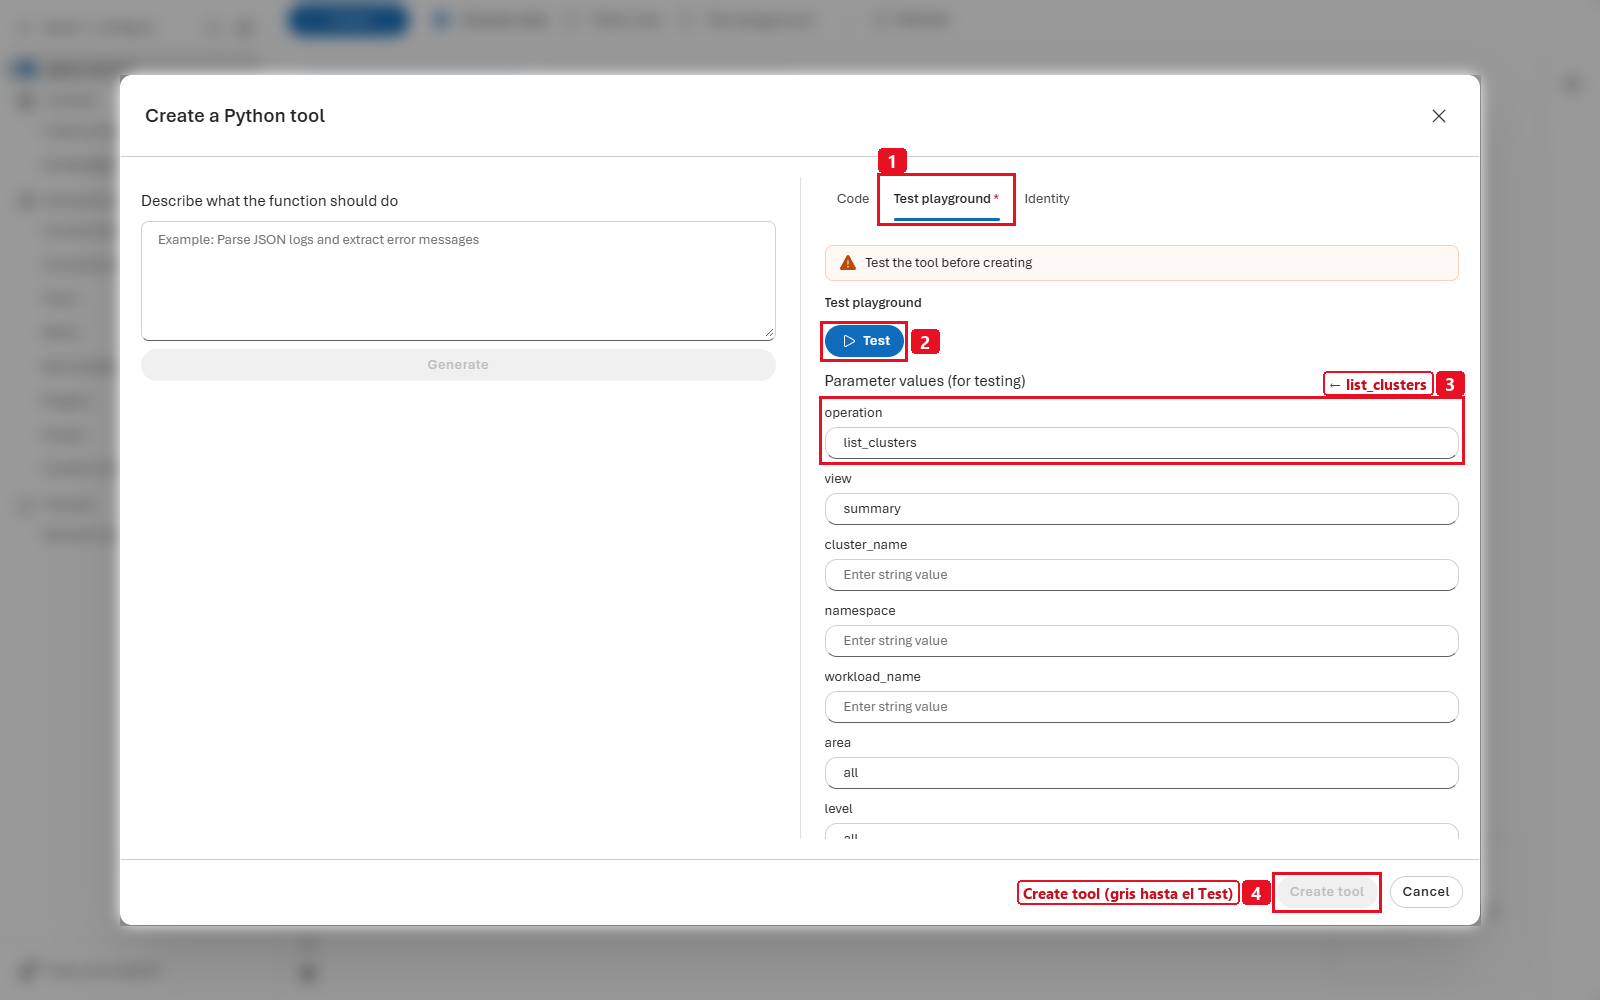 Create a Python tool
Describe what the function should do
Example: Parse JSON logs and extract error messages
Generate
1
Code
Test playground *
Identity
Test the tool before creating
Test playground
Test
2
Parameter values (for testing)
← list_clusters
3
operation
list_clusters
view
summary
cluster_name
Enter string value
namespace
Enter string value
workload_name
Enter string value
area
all
level
all
Create tool (gris hasta el Test)
4
Create tool
Cancel